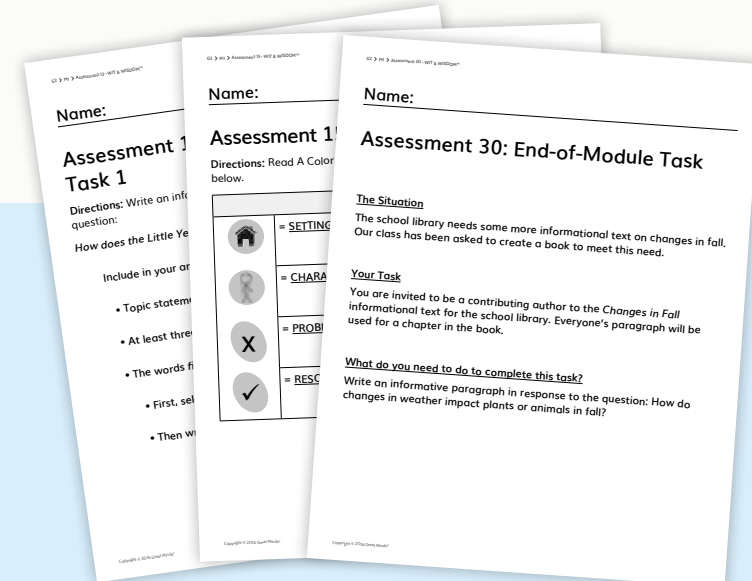 G2 ❯ M1 ❯ Assessment 13 • WIT & WISDOM™
Name:
Assessment 1
Task 1
Directions: Write an info
question:
How does the Little Ye
Include in your an
• Topic stateme
• At least three
• The words fi
• First, sel
• Then wr
Copyright © 2016 Great Minds®
G2 ❯ M1 ❯ Assessment 15 • WIT & WISDOM™
Name:
Assessment 1
Directions: Read A Color
below.
= SETTING
= CHARA
X = PROB
✓ = RESO
Copyright © 2016 Great Minds®
G2 ❯ M1 ❯ Assessment 30 • WIT & WISDOM™
Name:
Assessment 30: End-of-Module Task
The Situation
The school library needs some more informational text on changes in fall.
Our class has been asked to create a book to meet this need.
Your Task
You are invited to be a contributing author to the Changes in Fall
informational text for the school library. Everyone’s paragraph will be
used for a chapter in the book.
What do you need to do to complete this task?
Write an informative paragraph in response to the question: How do
changes in weather impact plants or animals in fall?
Copyright © 2016 Great Minds®